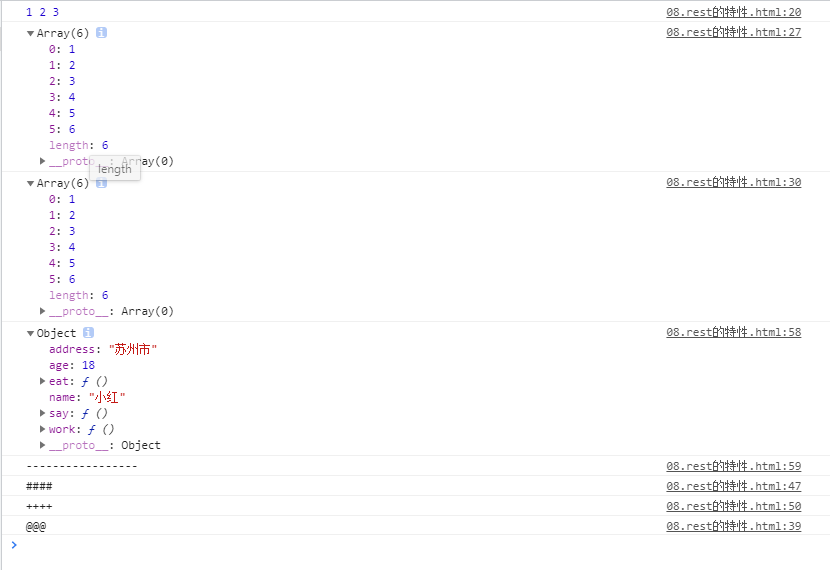 1 2 3 08.rest的特性.html:20
Array(6) i 08.rest的特性.html:27
0: 1
1: 2
2: 3
3: 4
4: 5
5: 6
length: 6
__proto__: Array(0)
length
Array(6) i 08.rest的特性.html:30
0: 1
1: 2
2: 3
3: 4
4: 5
5: 6
length: 6
__proto__: Array(0)
Object i 08.rest的特性.html:58
address: "苏州市"
age: 18
eat: ƒ ()
name: "小红"
say: ƒ ()
work: ƒ ()
__proto__: Object
----------------- 08.rest的特性.html:59
#### 08.rest的特性.html:47
++++ 08.rest的特性.html:50
@@@ 08.rest的特性.html:39